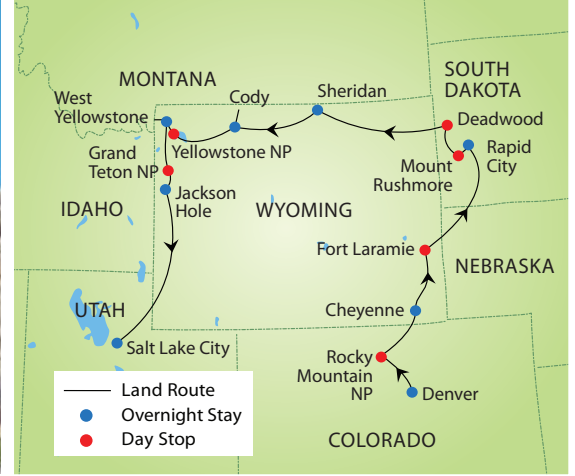 MONTANA
SOUTH
DAKOTA
Sheridan
Cody
West
Yellowstone
Deadwood
Yellowstone NP
Rapid
City
Grand
Teton NP
Mount
Rushmore
Jackson
Hole
IDAHO
WYOMING
Fort Laramie
NEBRASKA
UTAH
Cheyenne
Salt Lake City
Rocky
Mountain
NP
Denver
Land Route
Overnight Stay
Day Stop
COLORADO